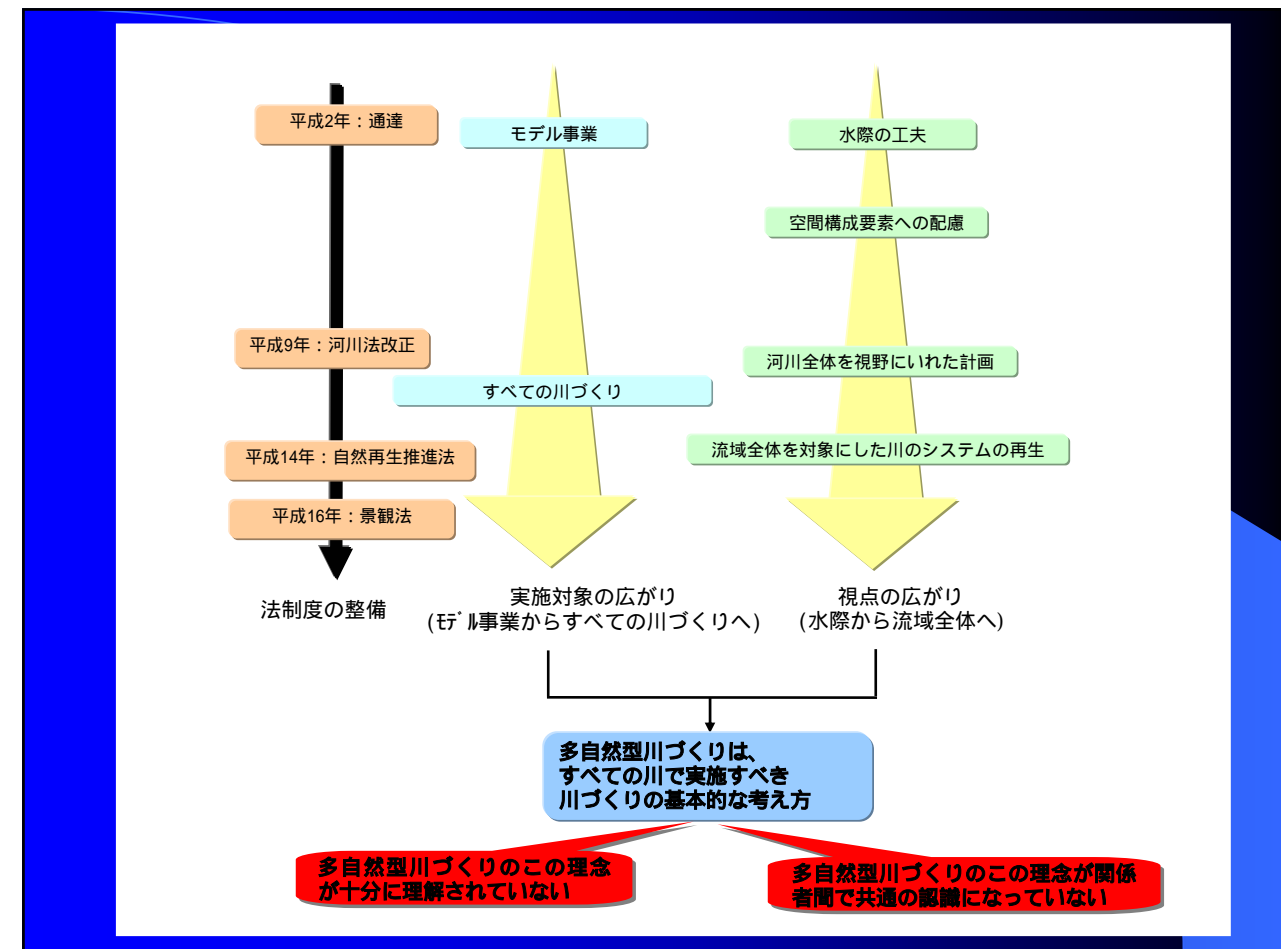 平成2年：通達
モデル事業
水際の工夫
空間構成要素への配慮
平成9年：河川法改正
河川全体を視野にいれた計画
すべての川づくり
平成14年：自然再生推進法
流域全体を対象にした川のシステムの再生
平成16年：景観法
法制度の整備
実施対象の広がり
(ﾓﾃﾞﾙ事業からすべての川づくりへ)
視点の広がり
(水際から流域全体へ)
多自然型川づくりは、
すべての川で実施すべき
川づくりの基本的な考え方
多自然型川づくりのこの理念
が十分に理解されていない
多自然型川づくりのこの理念が関係
者間で共通の認識になっていない